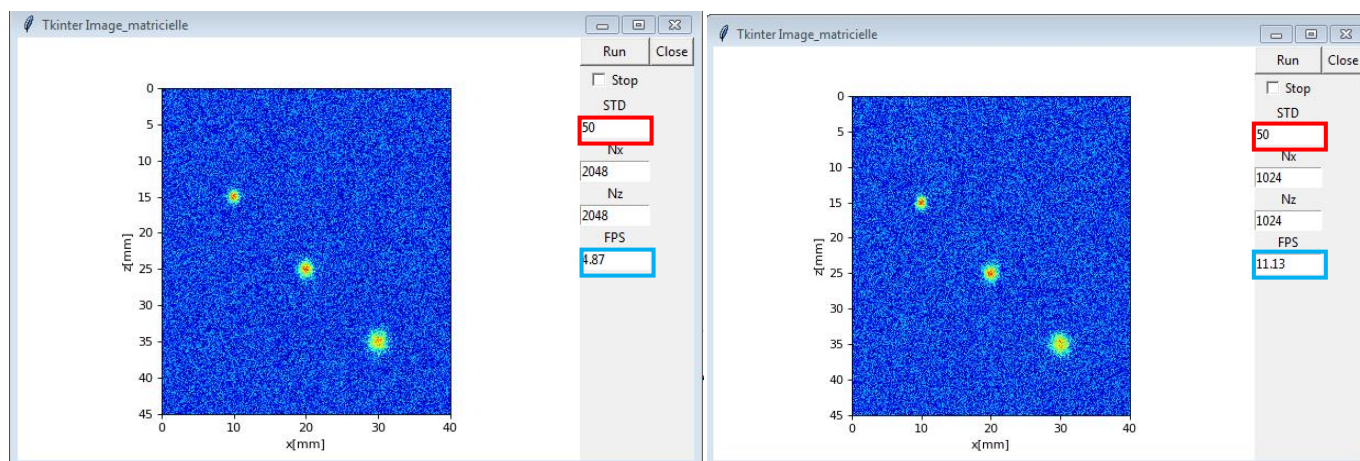 Tkinter Image_matricielle
Run Close
Stop
STD
50
Nx
2048
Nz
2048
FPS
4.87
0
5
10
15
20
25
30
35
40
45
z[mm]
0 10 20 30 40
x[mm]
Tkinter Image_matricielle
Run Close
Stop
STD
50
Nx
1024
Nz
1024
FPS
11.13
0
5
10
15
20
25
30
35
40
45
z[mm]
0 10 20 30 40
x[mm]